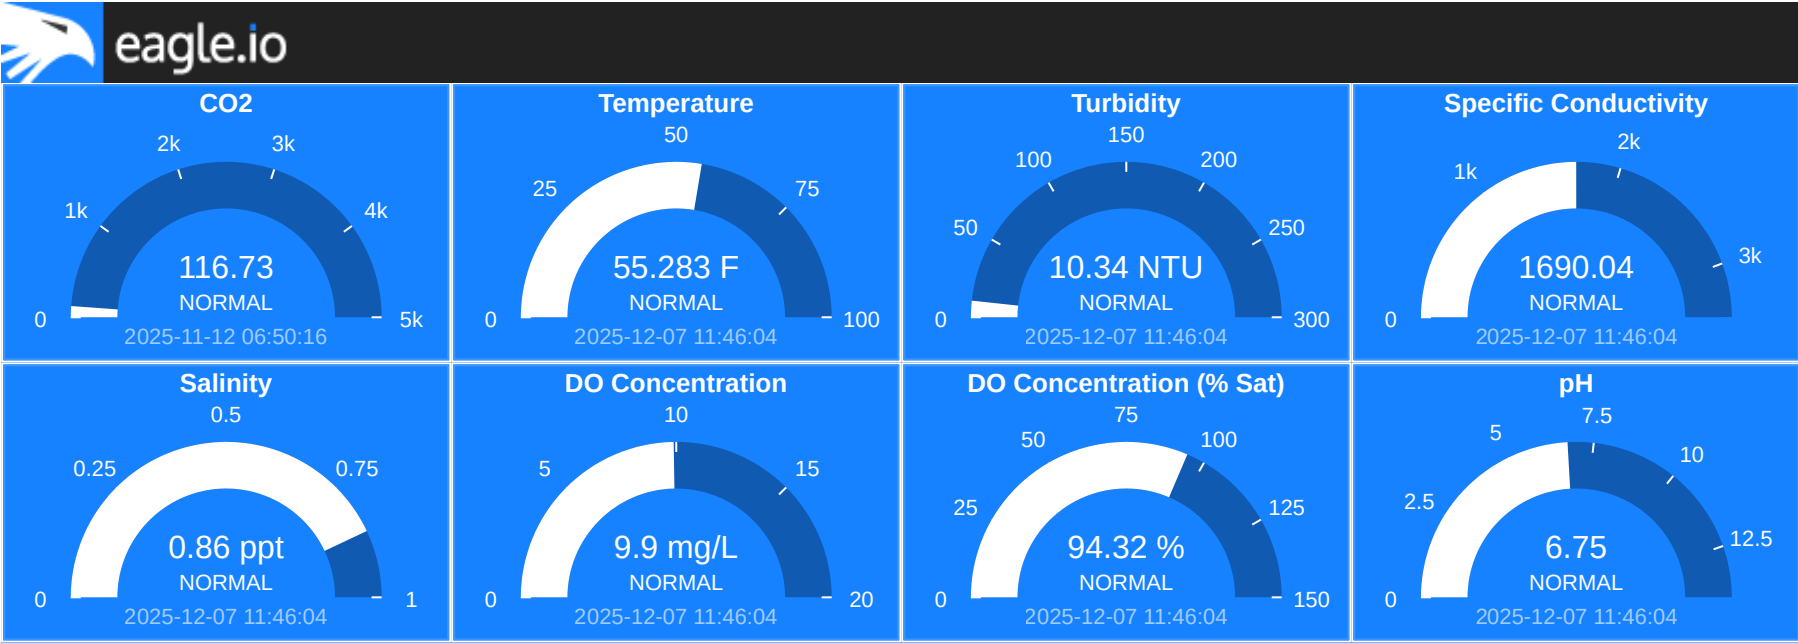 eagle.io
CO2
0
1k
2k
3k
4k
5k
116.73
NORMAL
2025-11-12 06:50:16
Temperature
0
25
50
75
100
55.283 F
NORMAL
2025-12-07 11:46:04
Turbidity
0
50
100
150
200
250
300
10.34 NTU
NORMAL
2025-12-07 11:46:04
Specific Conductivity
0
1k
2k
3k
1690.04
NORMAL
2025-12-07 11:46:04
Salinity
0
0.25
0.5
0.75
1
0.86 ppt
NORMAL
2025-12-07 11:46:04
DO Concentration
0
5
10
15
20
9.9 mg/L
NORMAL
2025-12-07 11:46:04
DO Concentration (% Sat)
0
25
50
75
100
125
150
94.32 %
NORMAL
2025-12-07 11:46:04
pH
0
2.5
5
7.5
10
12.5
6.75
NORMAL
2025-12-07 11:46:04